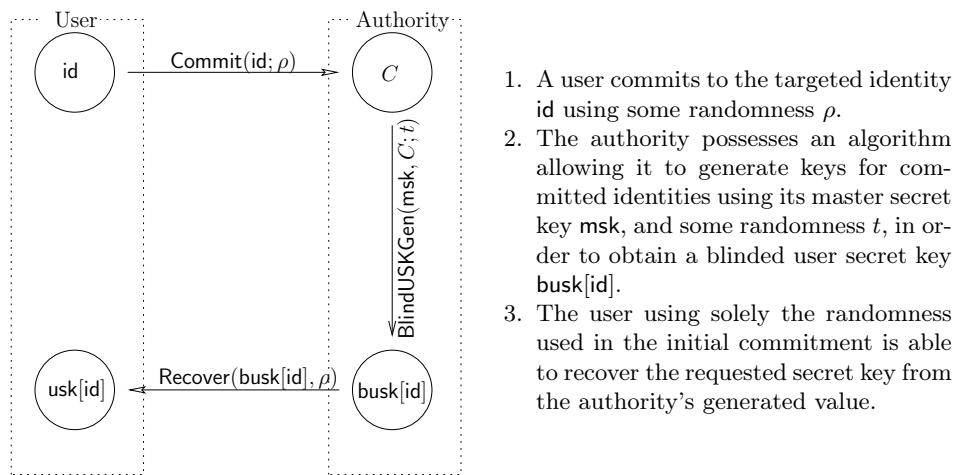 User
Authority
id
Commit(id; ρ)
C
BlindUSKGen(msk, C; t)
usk[id]
Recover(busk[id], ρ)
busk[id]
1. A user commits to the targeted identity
id using some randomness ρ.
2. The authority possesses an algorithm
allowing it to generate keys for com-
mitted identities using its master secret
key msk, and some randomness t, in or-
der to obtain a blinded user secret key
busk[id].
3. The user using solely the randomness
used in the initial commitment is able
to recover the requested secret key from
the authority's generated value.